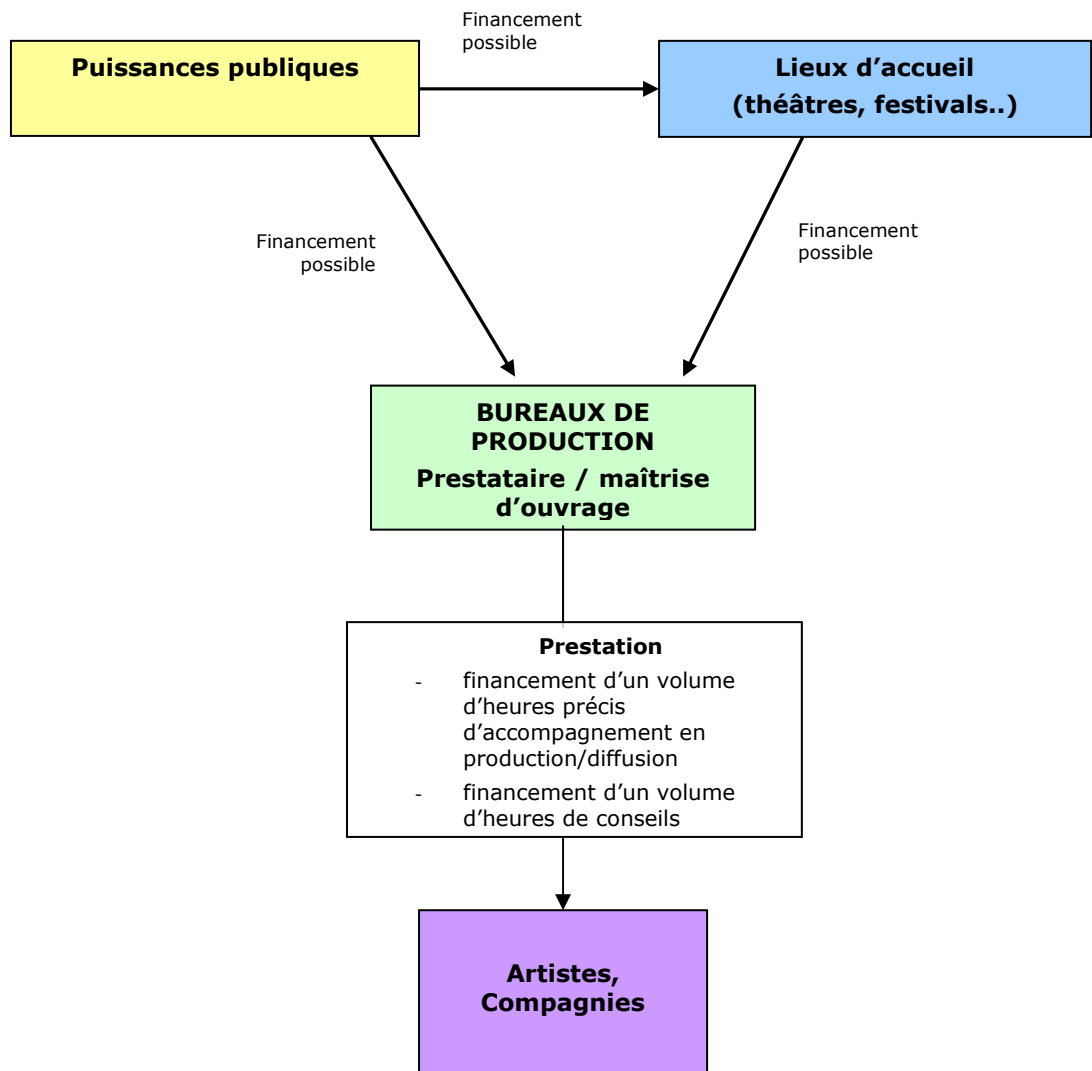 Financement
possible
Puissances publiques
Lieux d’accueil
(théâtres, festivals..)
Financement
possible
Financement
possible
BUREAUX DE
PRODUCTION
Prestataire / maîtrise
d’ouvrage
Prestation
- financement d’un volume
d’heures précis
d’accompagnement en
production/diffusion
- financement d’un volume
d’heures de conseils
Artistes,
Compagnies